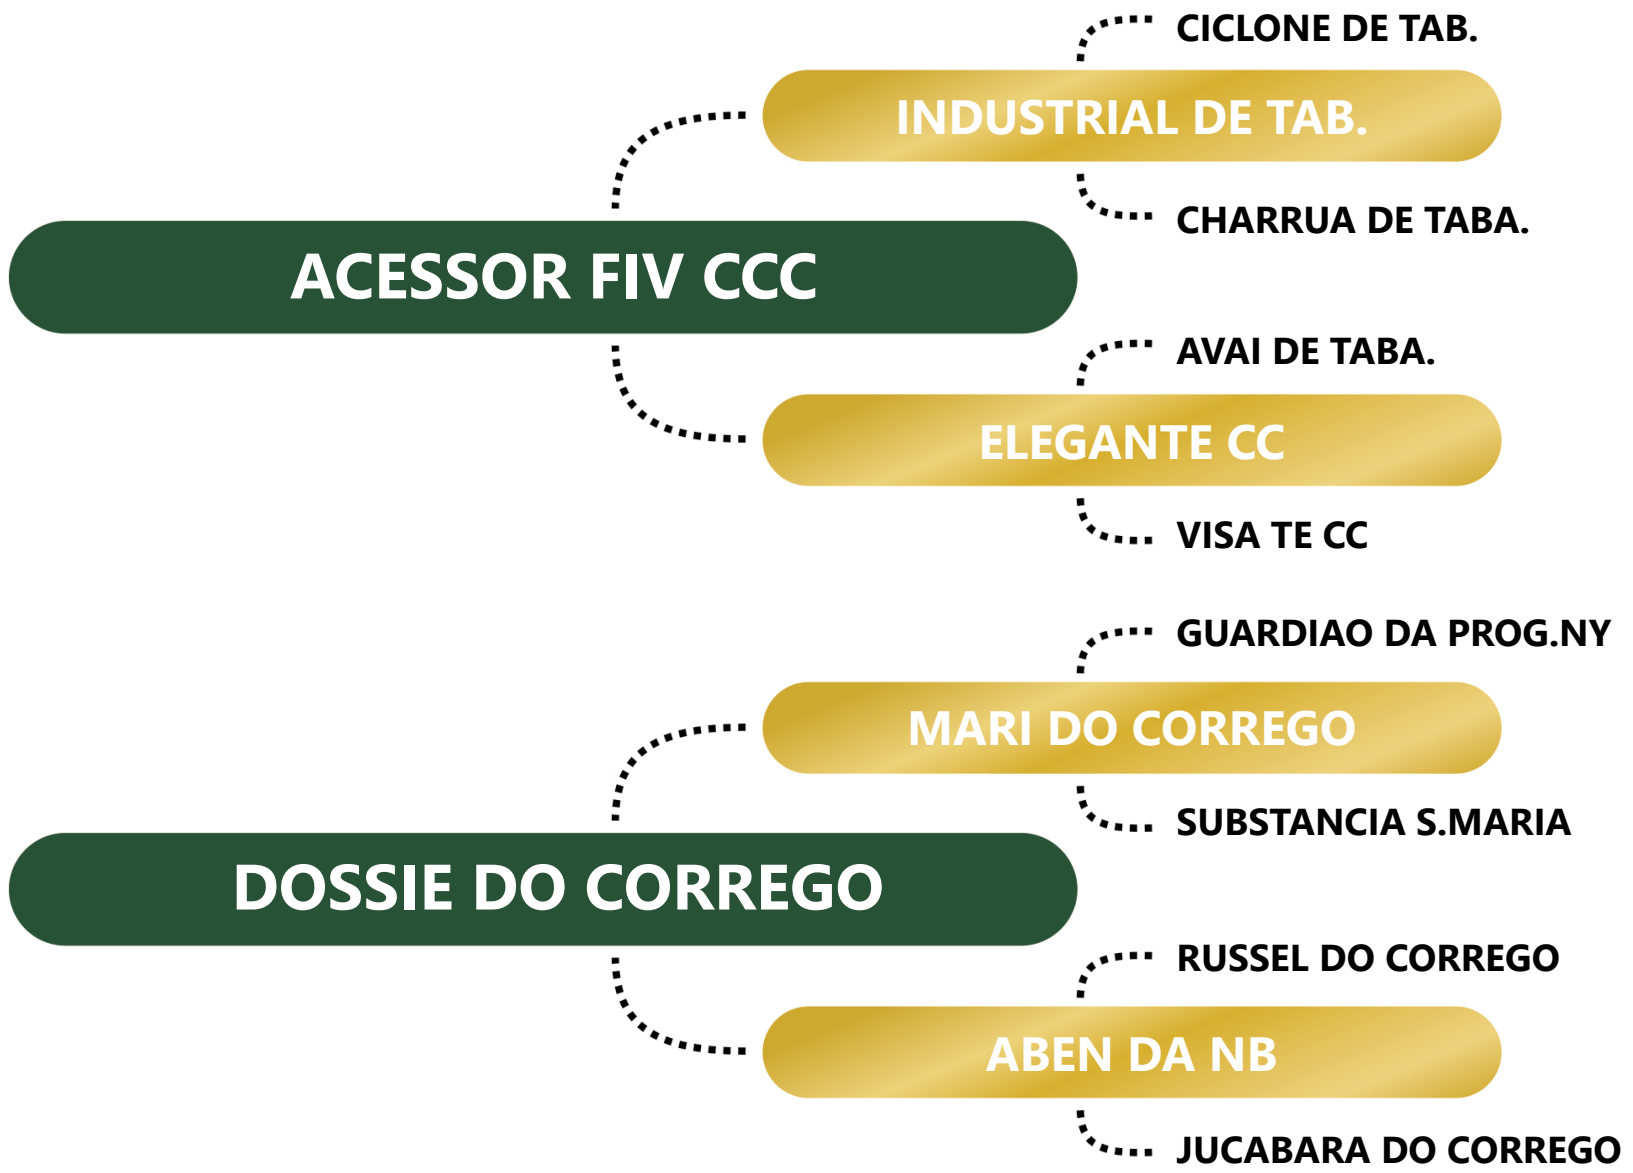 CICLONE DE TAB.
INDUSTRIAL DE TAB.
CHARRUA DE TABA.
ACESSOR FIV CCC
AVAI DE TABA.
ELEGANTE CC
VISA TE CC
GUARDIAO DA PROG.NY
MARI DO CORREGO
SUBSTANCIA S.MARIA
DOSSIE DO CORREGO
RUSSEL DO CORREGO
ABEN DA NB
JUCABARA DO CORREGO